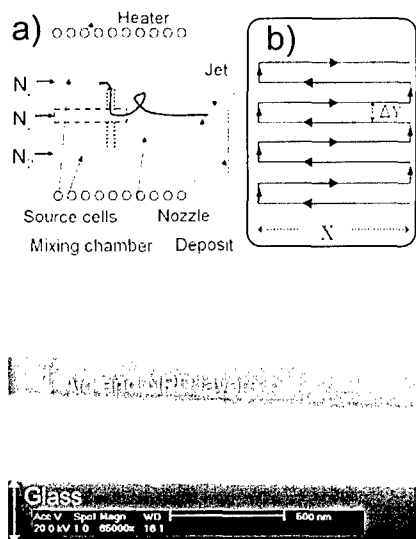 a)
Heater
b)
Jet
N
N
N
ΔY
Source cells
Nozzle
Mixing chamber
Deposit
X
Glass
Acc V Spot Magn WD
20.0 kV 1.0 65000x 16.1
500 nm